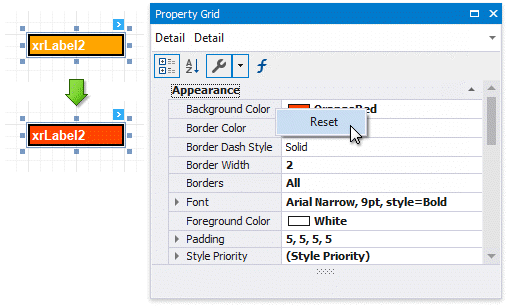 xrLabel2
xrLabel2
Property Grid
Detail Detail
Appearance
Background Color OrangeRed
Reset
Border Color
Border Dash Style Solid
Border Width 2
Borders All
Font Arial Narrow, 9pt, style=Bold
Foreground Color White
Padding 5, 5, 5, 5
Style Priority (Style Priority)